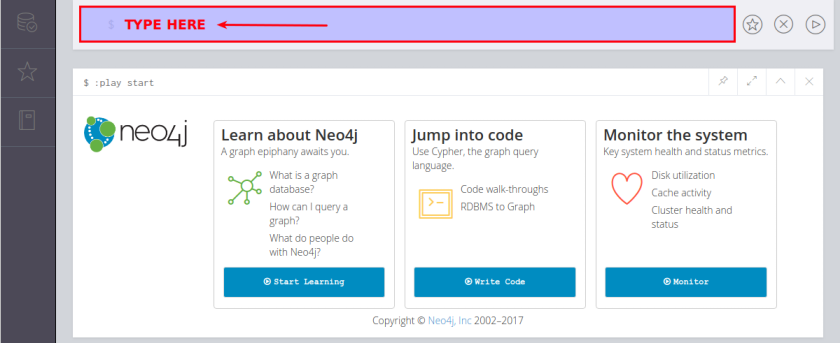 $ TYPE HERE
$ :play start
neo4j
Learn about Neo4j
A graph epiphany awaits you.
What is a graph
database?
How can I query a
graph?
What do people do
with Neo4j?
Start Learning
Jump into code
Use Cypher, the graph query
language.
Code walk-throughs
RDBMS to Graph
Write Code
Monitor the system
Key system health and status metrics.
Disk utilization
Cache activity
Cluster health and
status
Monitor
Copyright © Neo4j, Inc 2002–2017